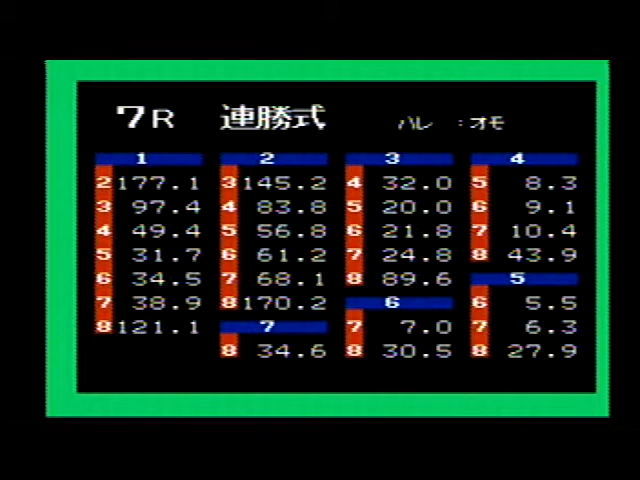 7R 連勝式 ハレ :オモ
1 2 3 4
2 177.1 3 145.2 4 32.0 5 8.3
3 97.4 4 83.8 5 20.0 6 9.1
4 49.4 5 56.8 6 21.8 7 10.4
5 31.7 6 61.2 7 24.8 8 43.9
6 34.5 7 68.1 8 89.6 5
7 38.9 8 170.2 6 6 5.5
8 121.1 7 7 7.0 7 6.3
8 34.6 8 30.5 8 27.9